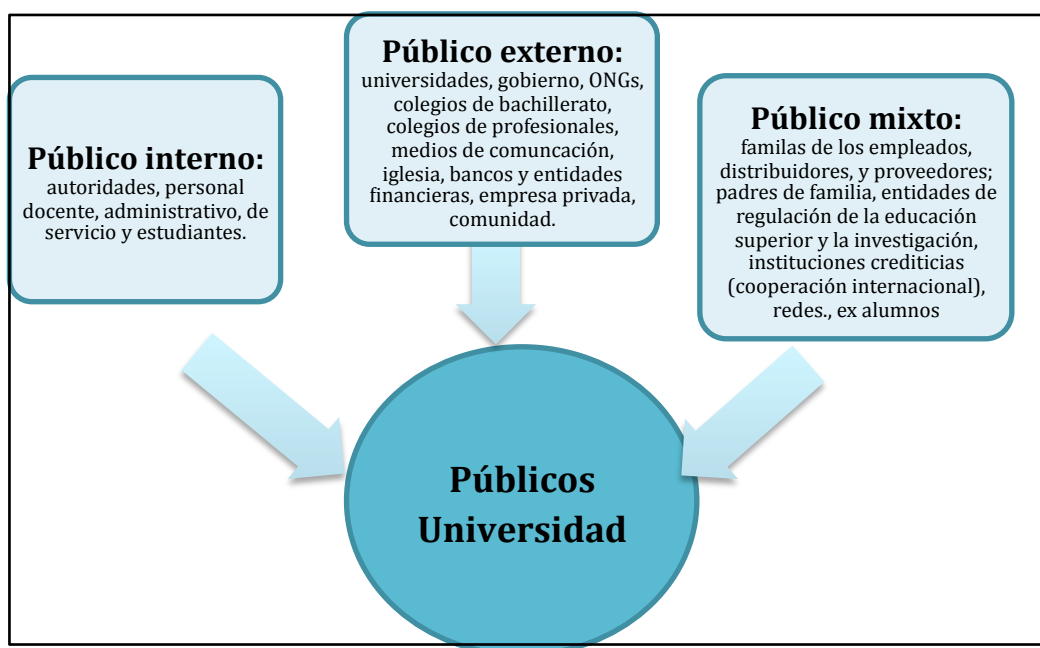 Público interno:
autoridades, personal
docente, administrativo, de
servicio y estudiantes.
Público externo:
universidades, gobierno, ONGs,
colegios de bachillerato,
colegios de profesionales,
medios de comuncación,
iglesia, bancos y entidades
financieras, empresa privada,
comunidad.
Público mixto:
familas de los empleados,
distribuidores, y proveedores;
padres de familia, entidades de
regulación de la educación
superior y la investigación,
instituciones crediticias
(cooperación internacional),
redes., ex alumnos
Públicos
Universidad